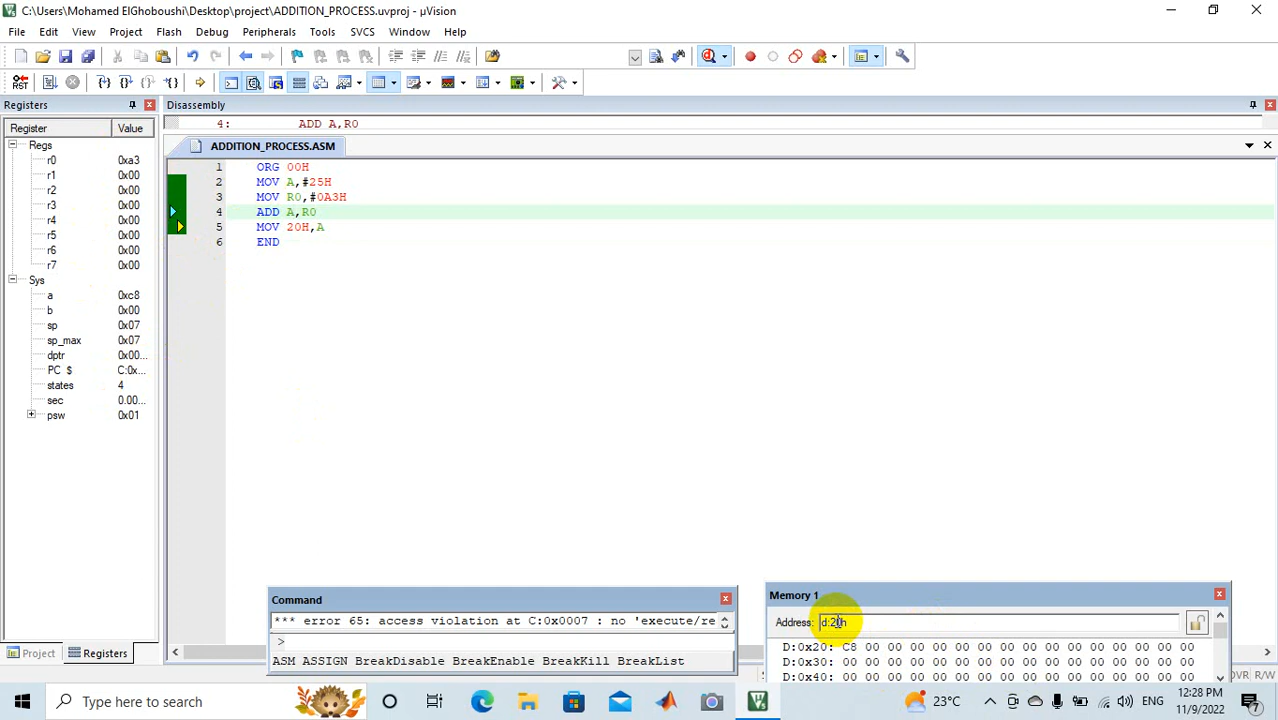 C:\Users\Mohamed ElGhoboushi\Desktop\project\ADDITION_PROCESS.uvproj - µVision
File Edit View Project Flash Debug Peripherals Tools SVCS Window Help
RST
Registers
Disassembly
Register Value
4: ADD A,R0
ADDITION_PROCESS.ASM
Regs
r0 0xa3
r1 0x00
r2 0x00
r3 0x00
r4 0x00
r5 0x00
r6 0x00
r7 0x00
Sys
a 0xc8
b 0x00
sp 0x07
sp_max 0x07
dptr 0x00...
PC $ C:0x...
states 4
sec 0.00...
psw 0x01
1 ORG 00H
2 MOV A,#25H
3 MOV R0,#0A3H
4 ADD A,R0
5 MOV 20H,A
6 END
Project Registers
Command
*** error 65: access violation at C:0x0007 : no 'execute/re
>
ASM ASSIGN BreakDisable BreakEnable BreakKill BreakList
Memory 1
Address: d:20h
D:0x20: C8 00 00 00 00 00 00 00 00 00 00 00 00 00 00 00
D:0x30: 00 00 00 00 00 00 00 00 00 00 00 00 00 00 00 00
D:0x40: 00 00 00 00 00 00 00 00 00 00 00 00 00 00 00 00
OVR R/W
Type here to search
23°C
ENG
12:28 PM
11/9/2022
7